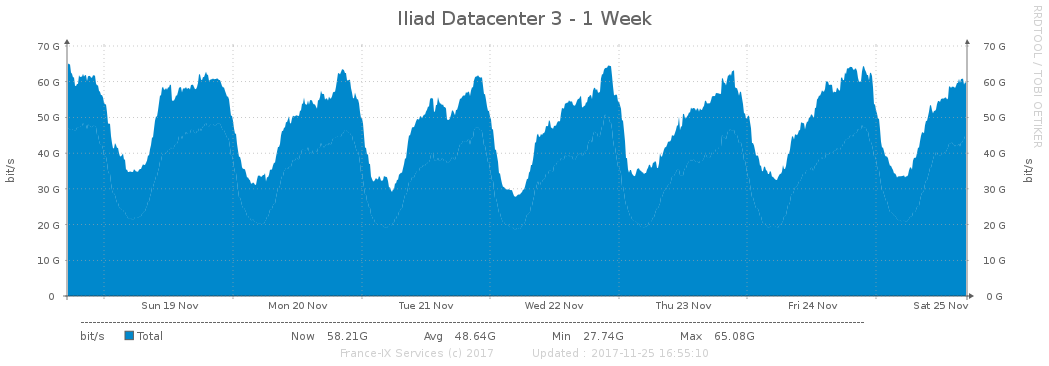 Iliad Datacenter 3 - 1 Week
RRDTOOL / TOBI OETIKER
bit/s
70 G 70 G
60 G 60 G
50 G 50 G
40 G 40 G
30 G 30 G
20 G 20 G
10 G 10 G
0 0 G
bit/s
Sun 19 Nov Mon 20 Nov Tue 21 Nov Wed 22 Nov Thu 23 Nov Fri 24 Nov Sat 25 Nov
bit/s Total Now 58.21G Avg 48.64G Min 27.74G Max 65.08G
France-IX Services (c) 2017 Updated : 2017-11-25 16:55:10